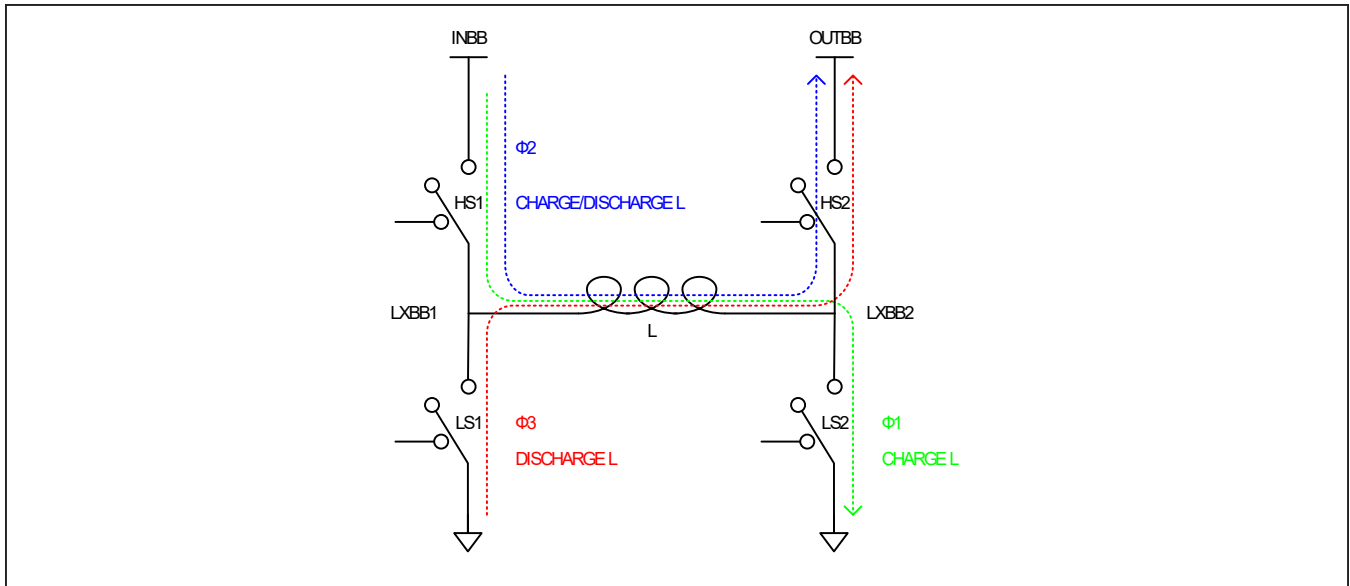 INBB
OUTBB
Φ2
HS1
CHARGE/DISCHARGE L
HS2
LXBB1
L
LXBB2
LS1
Φ3
DISCHARGE L
LS2
Φ1
CHARGE L